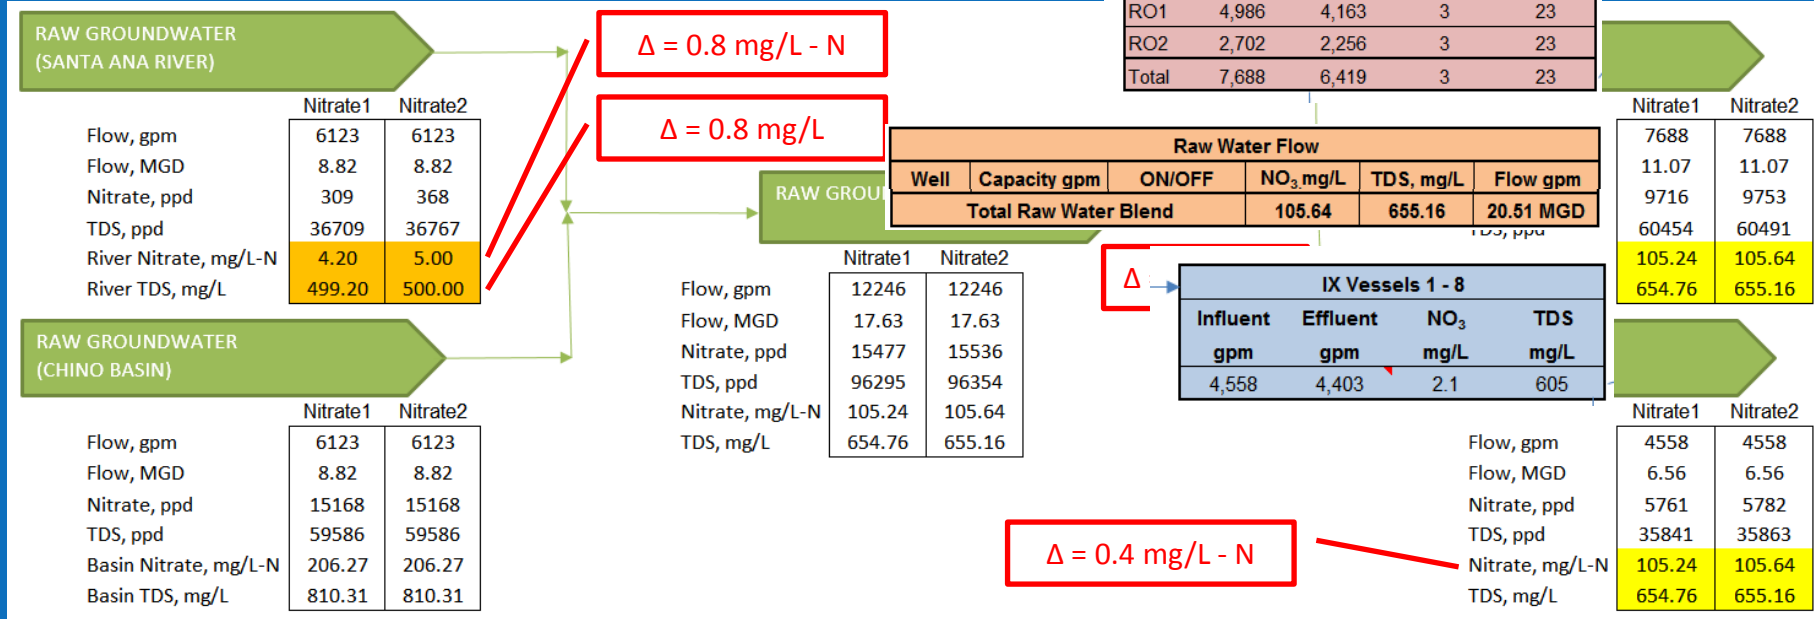 RAW GROUNDWATER
(SANTA ANA RIVER)
Nitrate1 Nitrate2
Flow, gpm 6123 6123
Flow, MGD 8.82 8.82
Nitrate, ppd 309 368
TDS, ppd 36709 36767
River Nitrate, mg/L-N 4.20 5.00
River TDS, mg/L 499.20 500.00
RAW GROUNDWATER
(CHINO BASIN)
Nitrate1 Nitrate2
Flow, gpm 6123 6123
Flow, MGD 8.82 8.82
Nitrate, ppd 15168 15168
TDS, ppd 59586 59586
Basin Nitrate, mg/L-N 206.27 206.27
Basin TDS, mg/L 810.31 810.31
Δ = 0.8 mg/L - N
Δ = 0.8 mg/L
RAW GROU
Nitrate1 Nitrate2
Flow, gpm 12246 12246
Flow, MGD 17.63 17.63
Nitrate, ppd 15477 15536
TDS, ppd 96295 96354
Nitrate, mg/L-N 105.24 105.64
TDS, mg/L 654.76 655.16
RO1 4,986 4,163 3 23
RO2 2,702 2,256 3 23
Total 7,688 6,419 3 23
Raw Water Flow
Well Capacity gpm ON/OFF NO3,mg/L TDS, mg/L Flow gpm
Total Raw Water Blend 105.64 655.16 20.51 MGD
Δ
IX Vessels 1 - 8
Influent Effluent NO3 TDS
gpm gpm mg/L mg/L
4,558 4,403 2.1 605
Δ = 0.4 mg/L - N
Nitrate1 Nitrate2
7688 7688
11.07 11.07
9716 9753
TDS, ppd 60454 60491
105.24 105.64
654.76 655.16
Nitrate1 Nitrate2
Flow, gpm 4558 4558
Flow, MGD 6.56 6.56
Nitrate, ppd 5761 5782
TDS, ppd 35841 35863
Nitrate, mg/L-N 105.24 105.64
TDS, mg/L 654.76 655.16